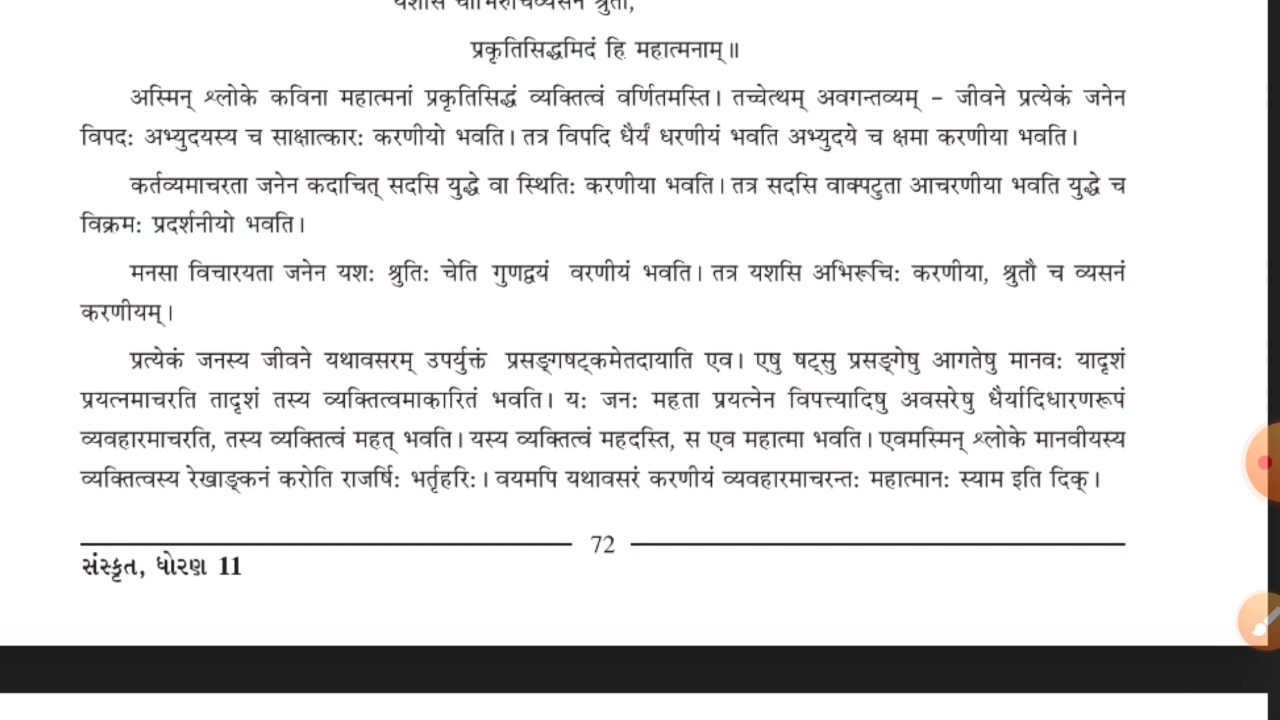 यशसि चाभिरुचिर्व्यसनं श्रुतौ,
प्रकृतिसिद्धमिदं हि महात्मनाम्॥
अस्मिन् श्लोके कविना महात्मनां प्रकृतिसिद्धं व्यक्तित्वं वर्णितमस्ति। तच्चेत्थम् अवगन्तव्यम् – जीवने प्रत्येकं जनेन
विपदः अभ्युदयस्य च साक्षात्कारः करणीयो भवति। तत्र विपदि धैर्यं धरणीयं भवति अभ्युदये च क्षमा करणीया भवति।
कर्तव्यमाचरता जनेन कदाचित् सदसि युद्धे वा स्थितिः करणीया भवति। तत्र सदसि वाक्पटुता आचरणीया भवति युद्धे च
विक्रमः प्रदर्शनीयो भवति।
मनसा विचारयता जनेन यशः श्रुतिः चेति गुणद्वयं वरणीयं भवति। तत्र यशसि अभिरूचिः करणीया, श्रुतौ च व्यसनं
करणीयम्।
प्रत्येकं जनस्य जीवने यथावसरम् उपर्युक्तं प्रसङ्गषट्कमेतदायाति एव। एषु षट्सु प्रसङ्गेषु आगतेषु मानवः यादृशं
प्रयत्नमाचरति तादृशं तस्य व्यक्तित्वमाकारितं भवति। यः जनः महता प्रयत्नेन विपत्त्यादिषु अवसरेषु धैर्यादिधारणरूपं
व्यवहारमाचरति, तस्य व्यक्तित्वं महत् भवति। यस्य व्यक्तित्वं महदस्ति, स एव महात्मा भवति। एवमस्मिन् श्लोके मानवीयस्य
व्यक्तित्वस्य रेखाङ्कनं करोति राजर्षिः भर्तृहरिः। वयमपि यथावसरं करणीयं व्यवहारमाचरन्तः महात्मानः स्याम इति दिक्।
72
સંસ્કૃત, ધોરણ 11